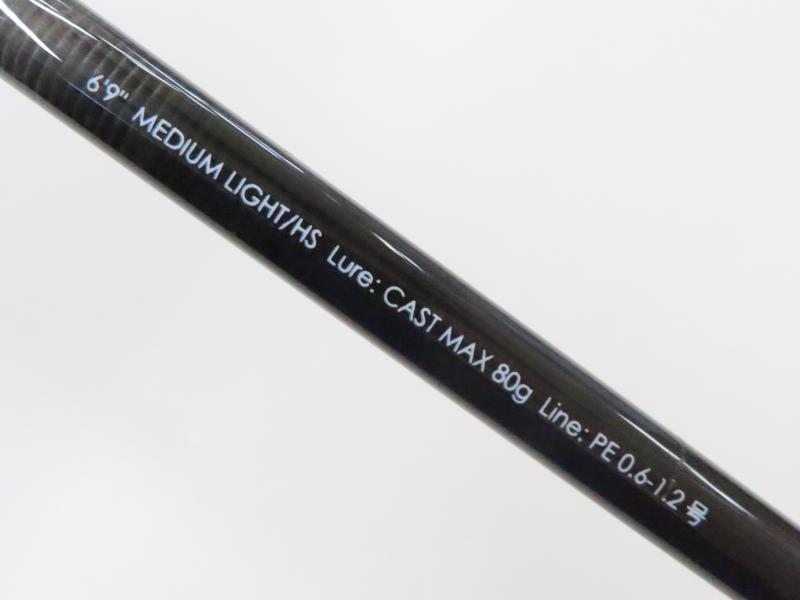 6'9" MEDIUM LIGHT/HS Lure: CAST MAX 80g Line: PE 0.6-1.2号